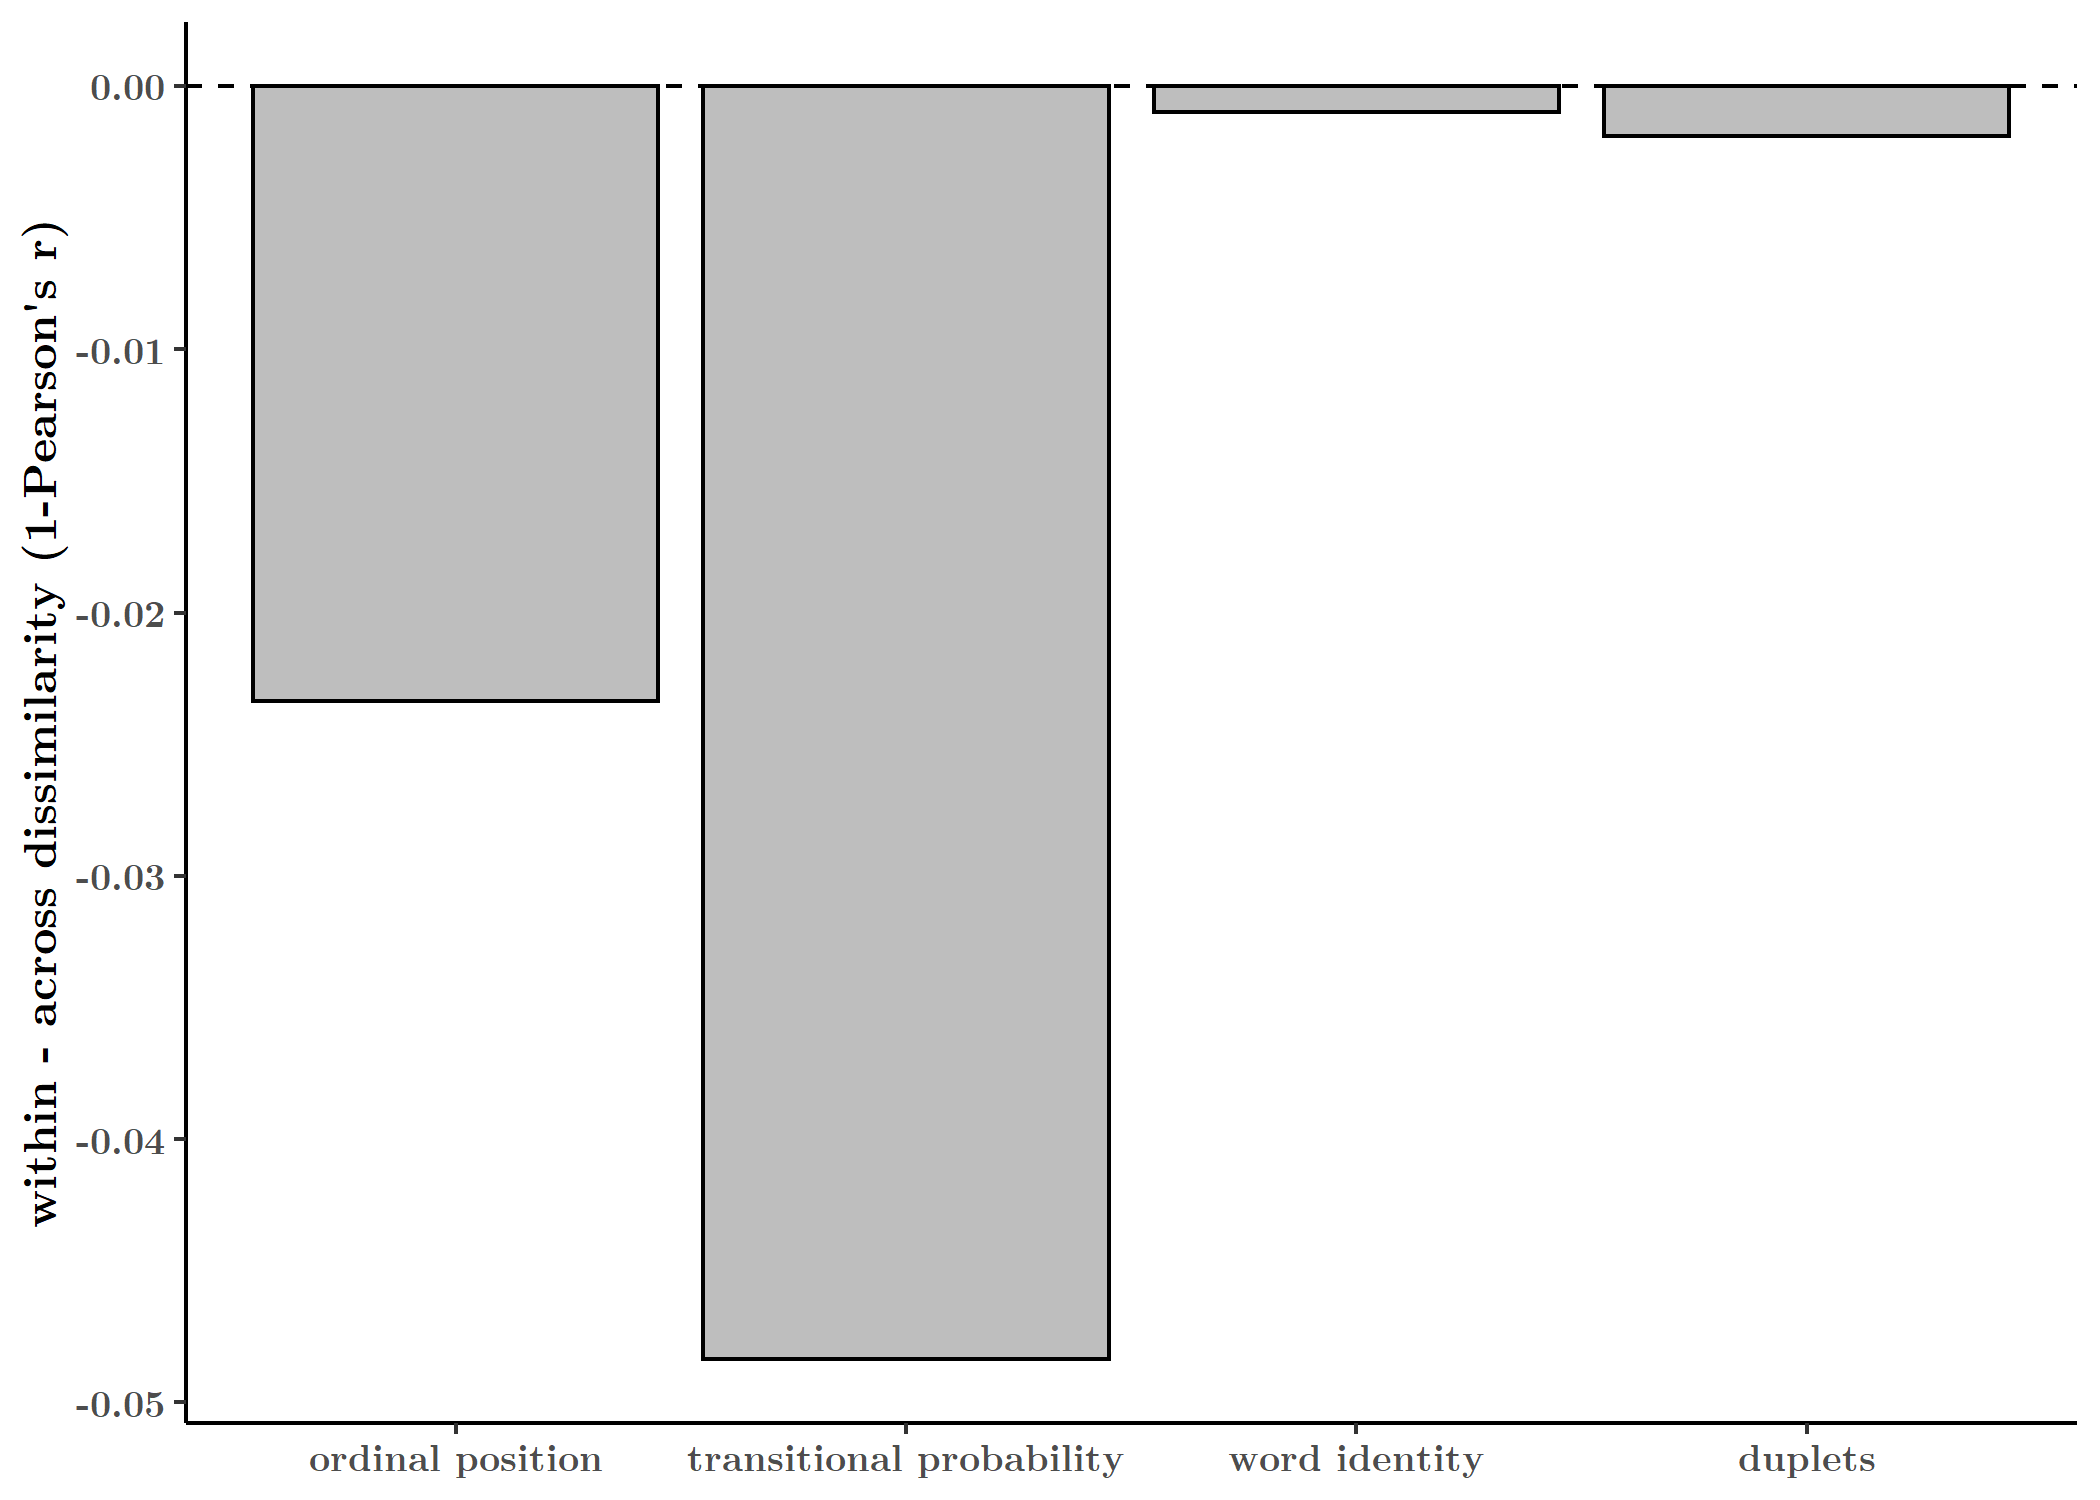 within - across dissimilarity (1-Pearson's r)
0.00
-0.01
-0.02
-0.03
-0.04
-0.05
ordinal position
transitional probability
word identity
duplets